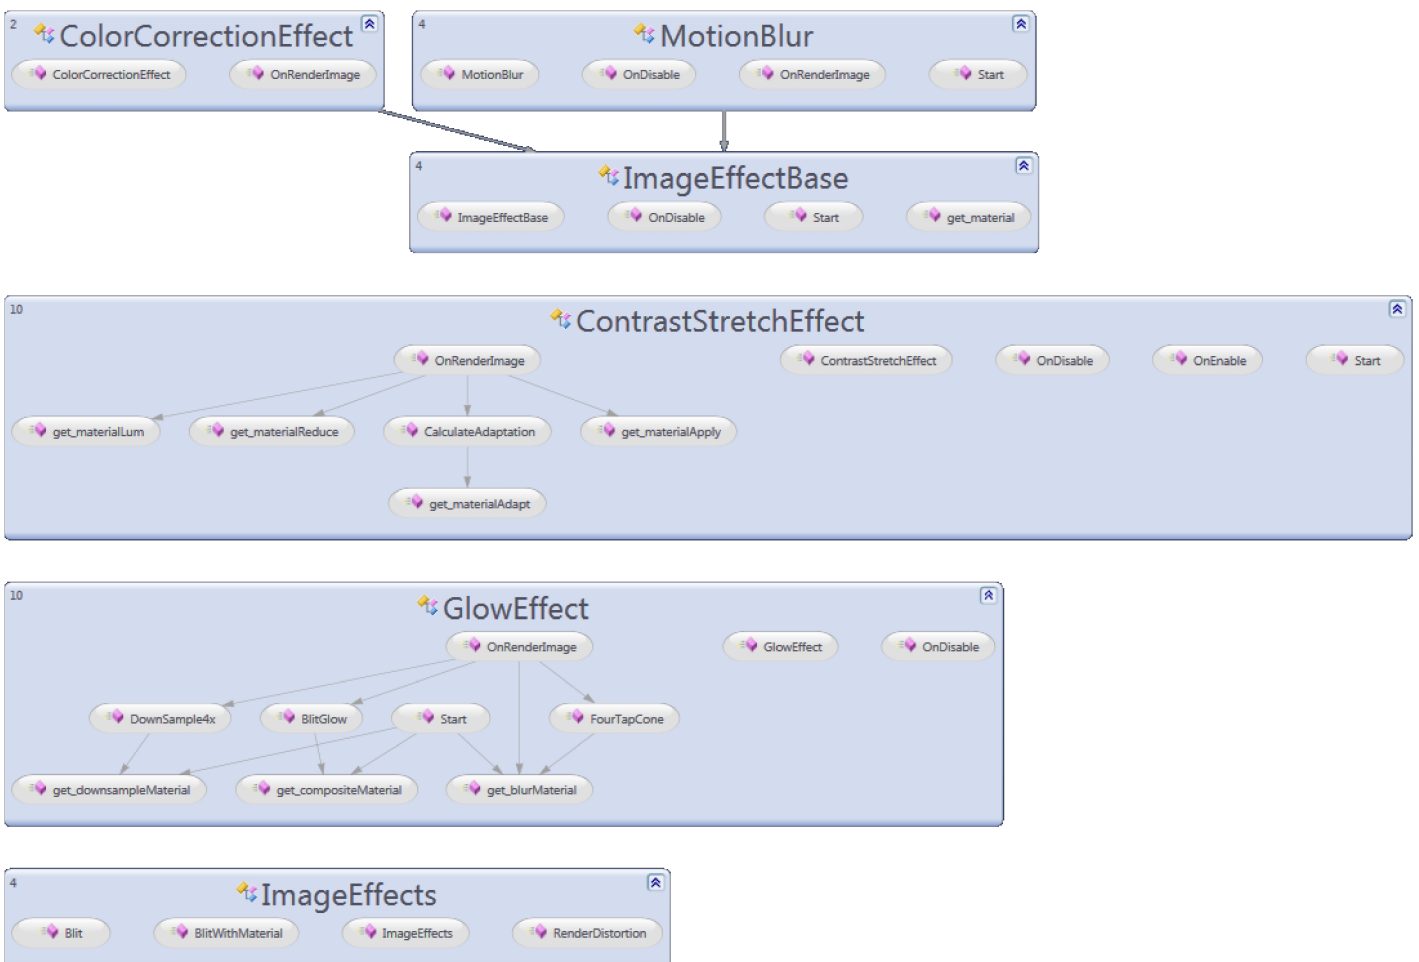 2
ColorCorrectionEffect
ColorCorrectionEffect
OnRenderImage
4
MotionBlur
MotionBlur
OnDisable
OnRenderImage
Start
4
ImageEffectBase
ImageEffectBase
OnDisable
Start
get_material
10
ContrastStretchEffect
OnRenderImage
ContrastStretchEffect
OnDisable
OnEnable
Start
get_materialLum
get_materialReduce
CalculateAdaptation
get_materialApply
get_materialAdapt
10
GlowEffect
OnRenderImage
GlowEffect
OnDisable
DownSample4x
BlitGlow
Start
FourTapCone
get_downsampleMaterial
get_compositeMaterial
get_blurMaterial
4
ImageEffects
Blit
BlitWithMaterial
ImageEffects
RenderDistortion